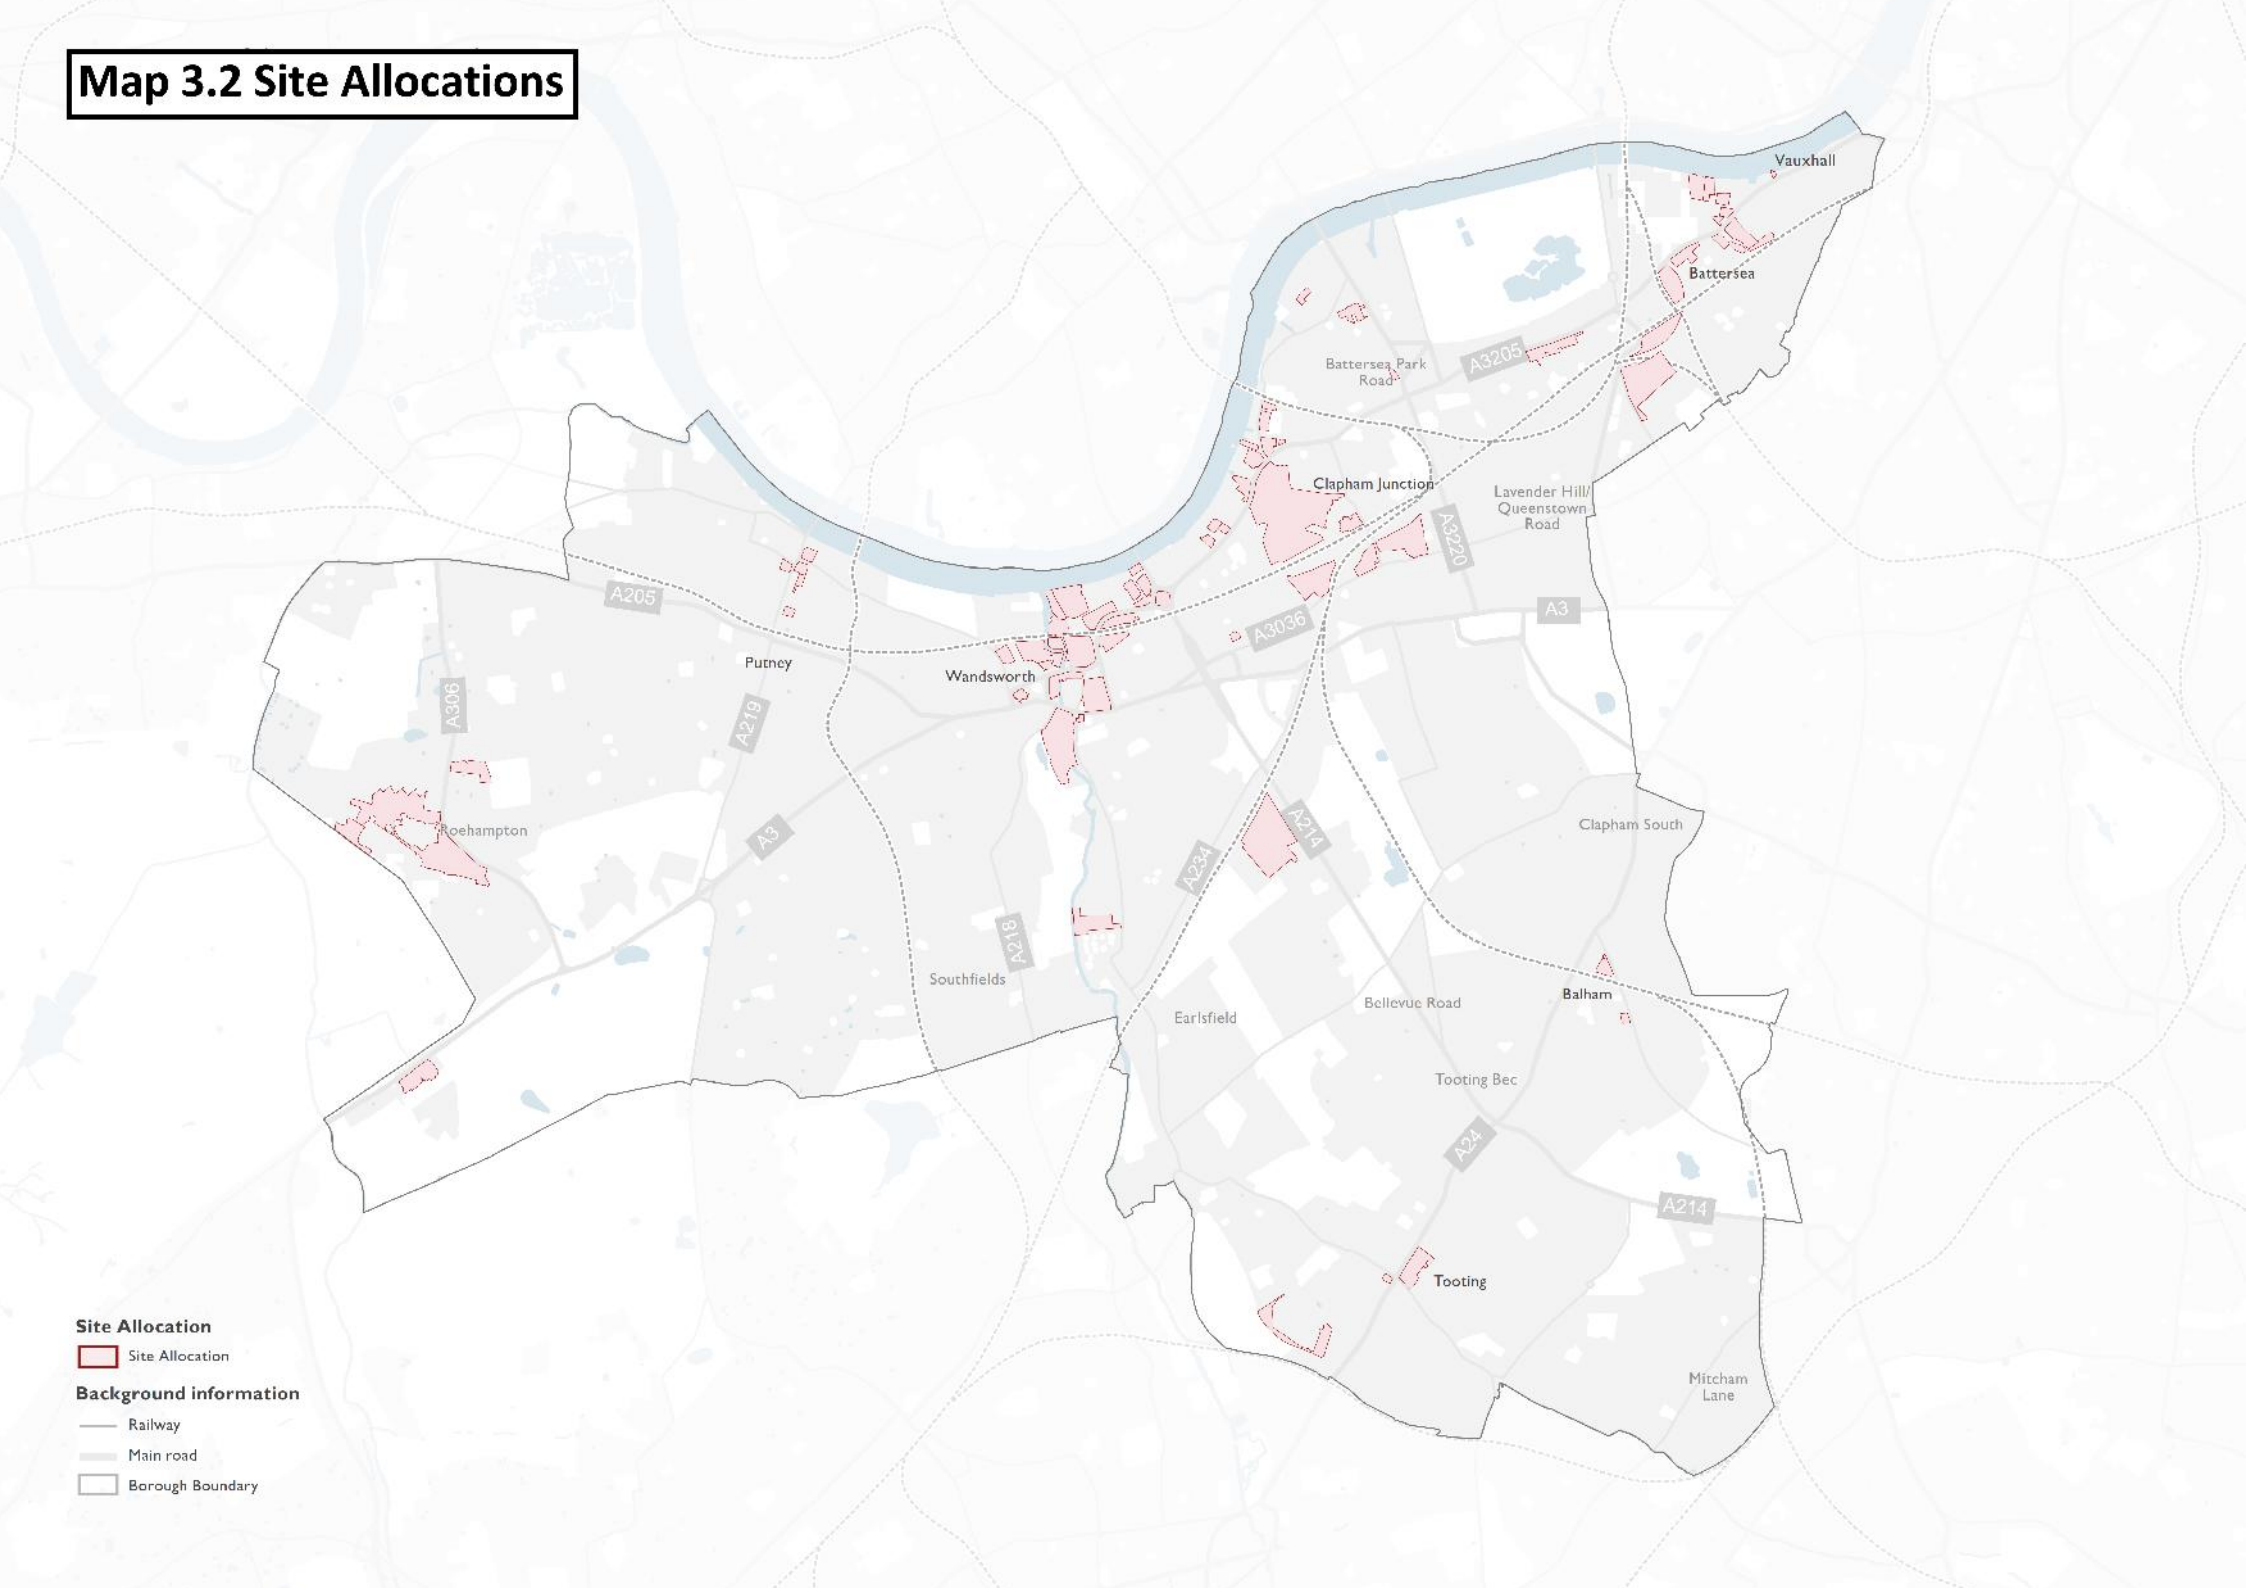 Map 3.2 Site Allocations
Vauxhall
Battersea
Battersea Park
Road
A3205
Clapham Junction
Lavender Hill/
Queenstown
Road
A3220
A205
A3036
A3
Putney
Wandsworth
A306
A219
Roehampton
A3
A214
A234
Clapham South
A218
Southfields
Earlsfield
Bellevue Road
Balham
Tooting Bec
A24
A214
Tooting
Mitcham
Lane
Site Allocation
Site Allocation
Background information
Railway
Main road
Borough Boundary